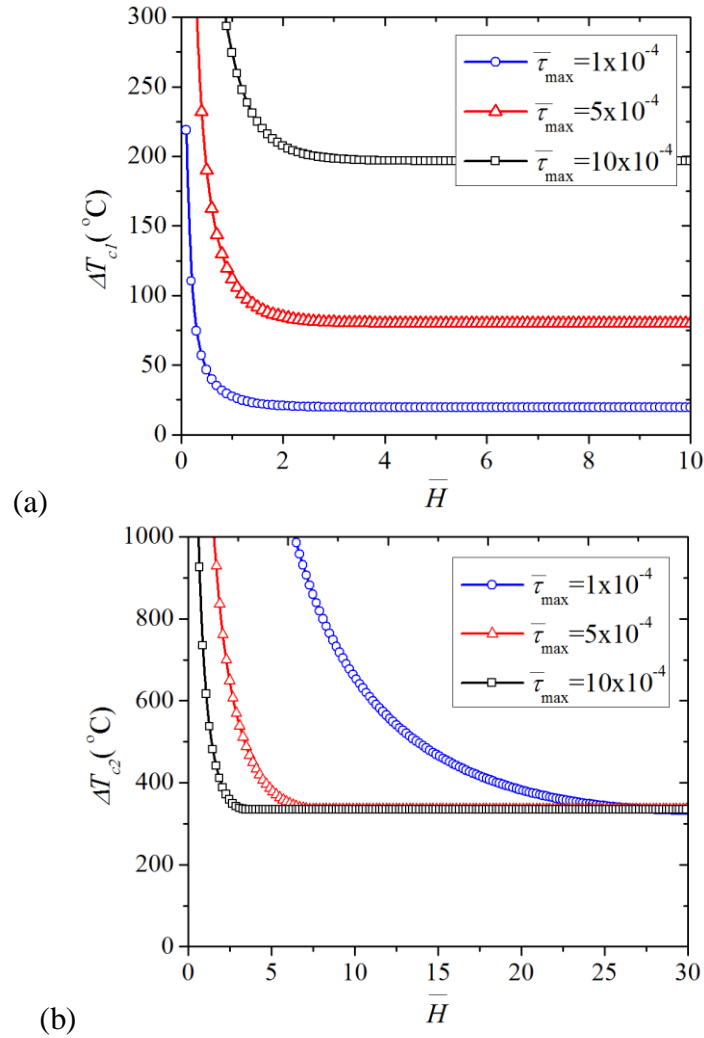 300
250
200
150
100
50
0
ΔT_c1(°C)
τ̅_max=1x10⁻⁴
τ̅_max=5x10⁻⁴
τ̅_max=10x10⁻⁴
0 2 4 6 8 10
H̅
(a)
1000
800
600
400
200
0
ΔT_c2(°C)
τ̅_max=1x10⁻⁴
τ̅_max=5x10⁻⁴
τ̅_max=10x10⁻⁴
0 5 10 15 20 25 30
H̅
(b)